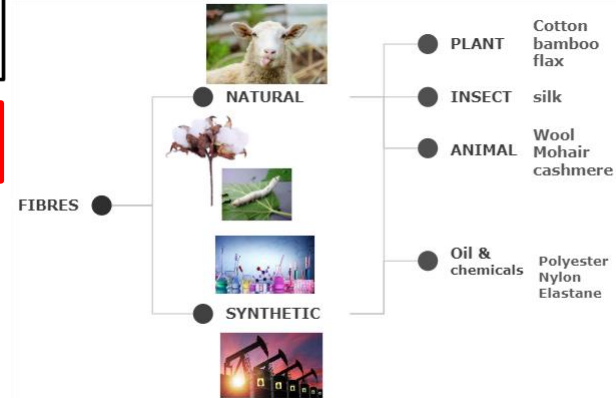 FIBRES
NATURAL
PLANT
Cotton
bamboo
flax
INSECT
silk
ANIMAL
Wool
Mohair
cashmere
SYNTHETIC
Oil &
chemicals
Polyester
Nylon
Elastane